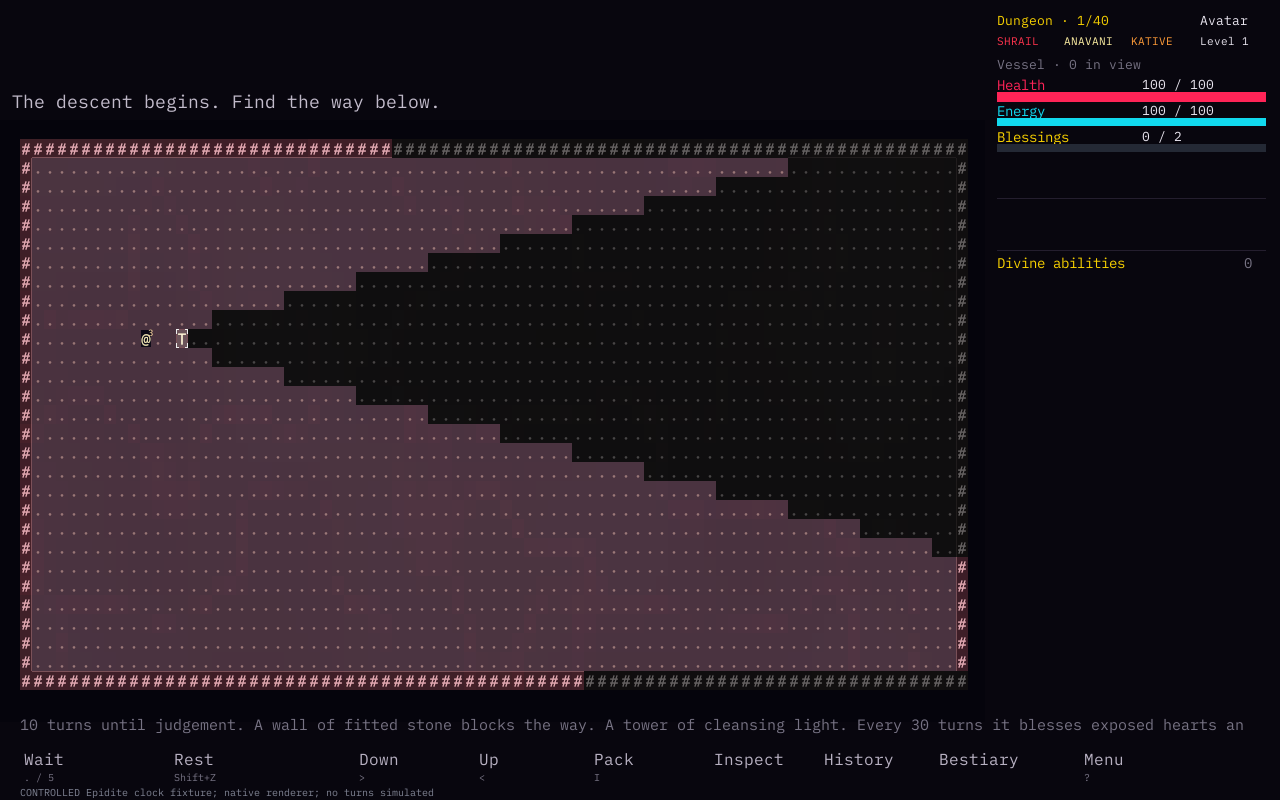 Dungeon · 1/40 Avatar
SHRAIL ANAVANI KATIVE Level 1
Vessel · 0 in view
Health 100 / 100
Energy 100 / 100
Blessings 0 / 2
Divine abilities 0
The descent begins. Find the way below.
@ 3 T
10 turns until judgement. A wall of fitted stone blocks the way. A tower of cleansing light. Every 30 turns it blesses exposed hearts an
Wait Rest Down Up Pack Inspect History Bestiary Menu
. / 5 Shift+Z > < I ?
CONTROLLED Epidite clock fixture; native renderer; no turns simulated